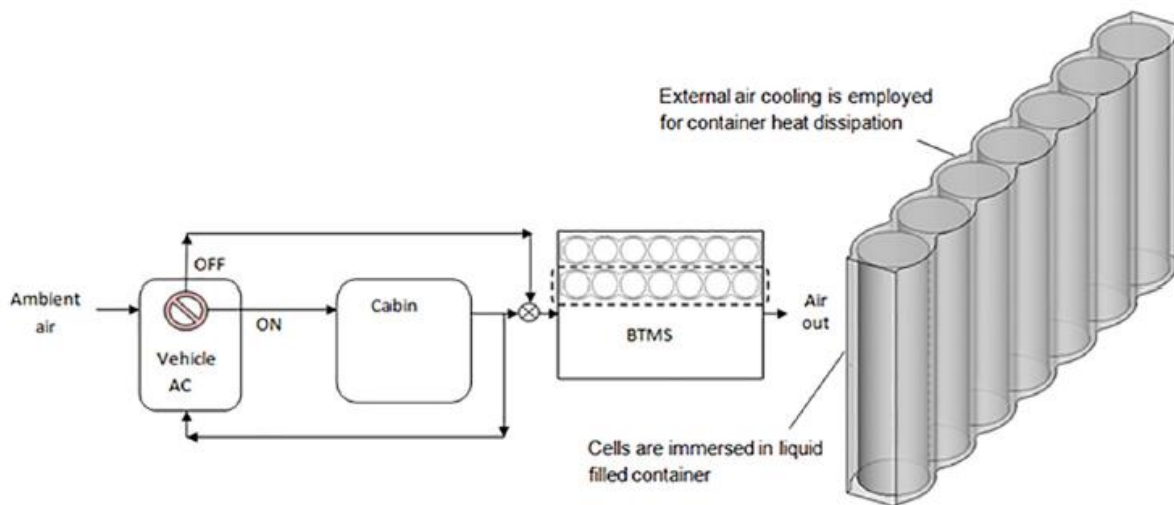 External air cooling is employed
for container heat dissipation
OFF
Ambient
air
ON
Vehicle
AC
Cabin
BTMS
Air
out
Cells are immersed in liquid
filled container